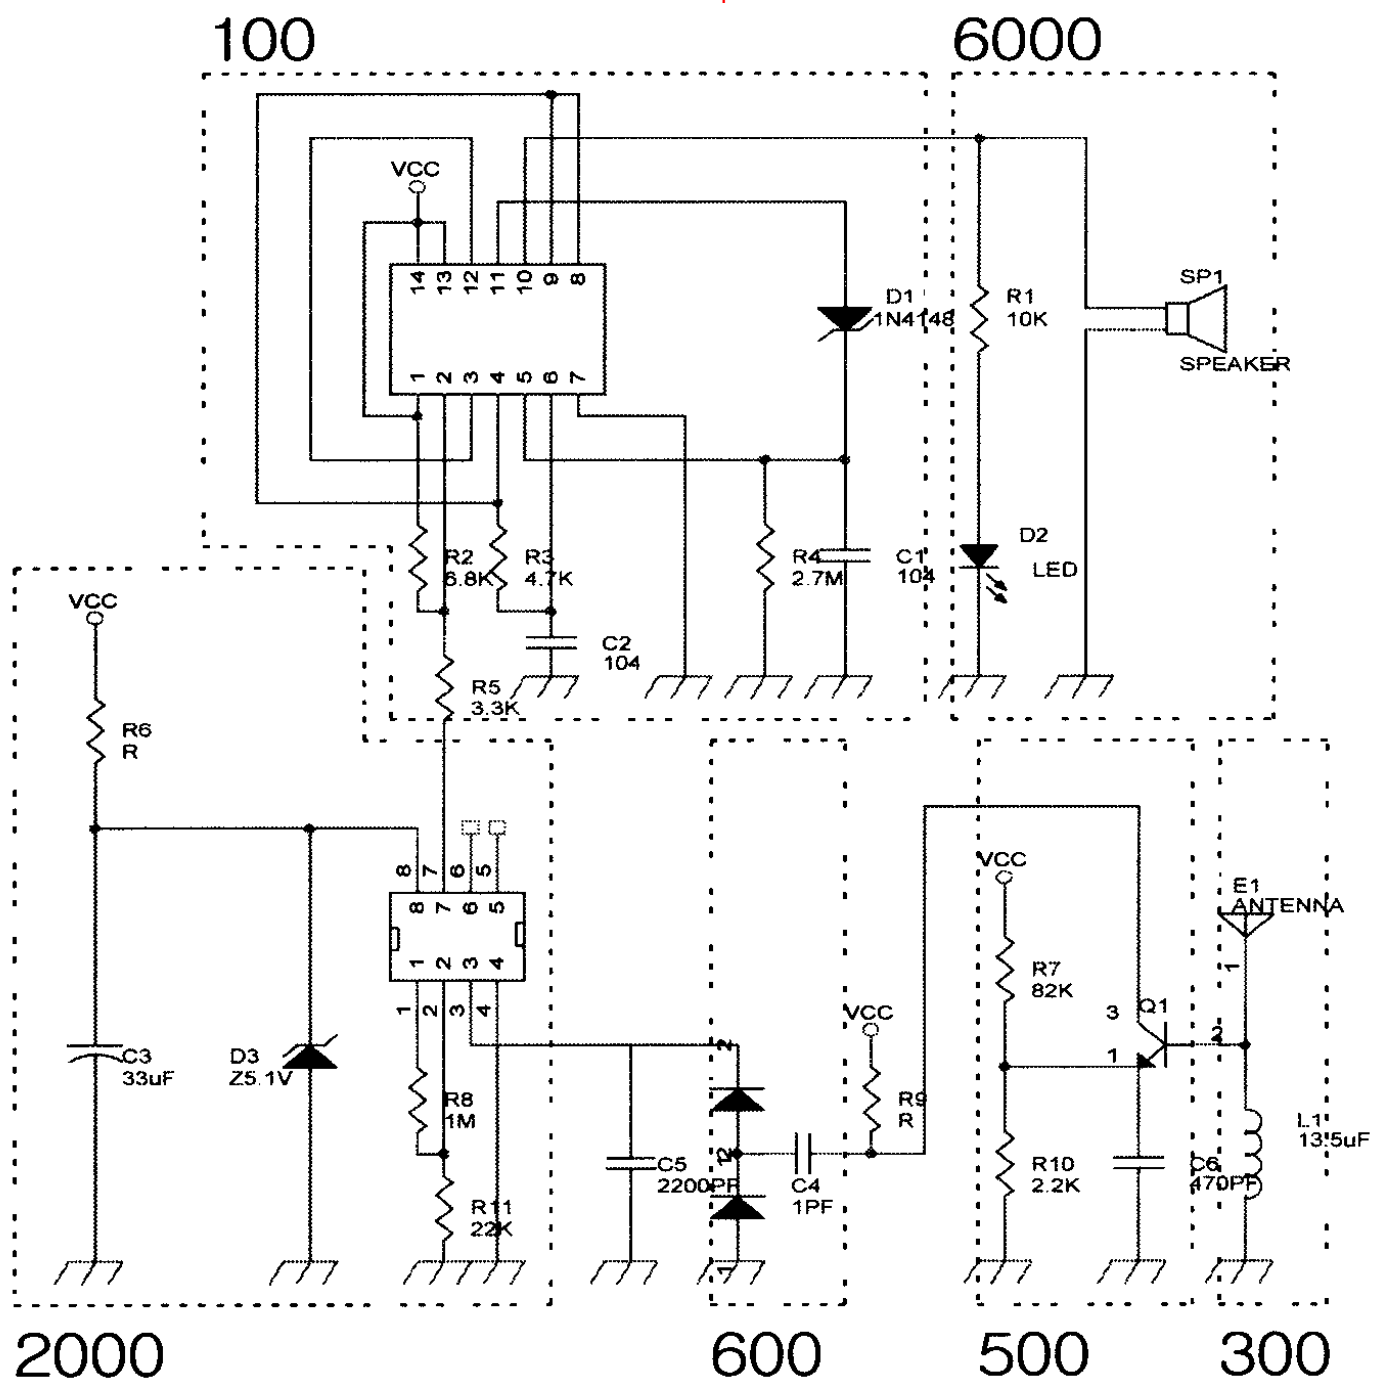 100
6000
VCC
14
13
12
11
10
9
8
1
2
3
4
5
6
7
D1
1N4148
R1
10K
SP1
SPEAKER
R2
6.8K
R3
4.7K
R4
2.7M
C1
104
D2
LED
C2
104
R5
3.3K
VCC
R6
R
8
7
6
5
8
7
6
5
1
2
3
4
1
2
3
4
C3
33uF
D3
Z5.1V
R8
1M
R11
22K
C5
2200PF
2
1
2
1
C4
1PF
VCC
R9
R
VCC
R7
82K
3
Q1
1
2
R10
2.2K
C6
470PF
E1
ANTENNA
1
L1
13.5uF
2000
600
500
300